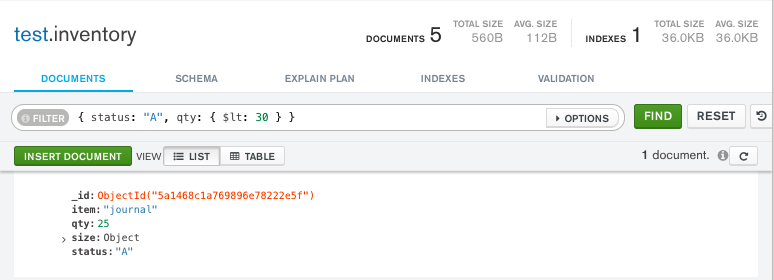 test.inventory
DOCUMENTS 5 TOTAL SIZE 560B AVG. SIZE 112B INDEXES 1 TOTAL SIZE 36.0KB AVG. SIZE 36.0KB
DOCUMENTS SCHEMA EXPLAIN PLAN INDEXES VALIDATION
FILTER { status: "A", qty: { $lt: 30 } } OPTIONS FIND RESET
INSERT DOCUMENT VIEW LIST TABLE 1 document.
_id: ObjectId("5a1468c1a769896e78222e5f")
item: "journal"
qty: 25
size: Object
status: "A"